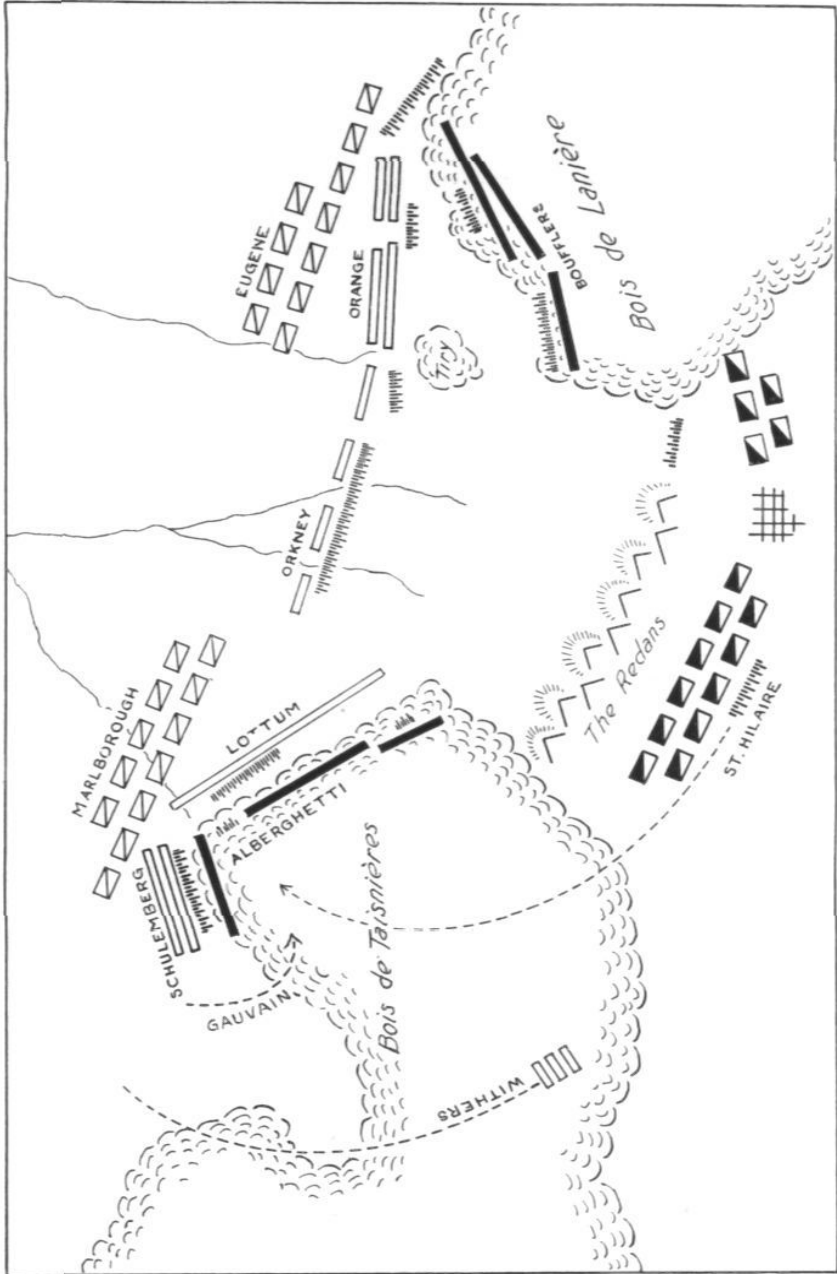 EUGENE
ORANGE
Tiry
BOUFFLERS
Bois de Lanière
ORKNEY
MARLBOROUGH
LOTTUM
ALBERGHETTI
The Redans
ST. HILAIRE
SCHULEMBERG
GAUVAIN
Bois de Taisnières
WITHERS